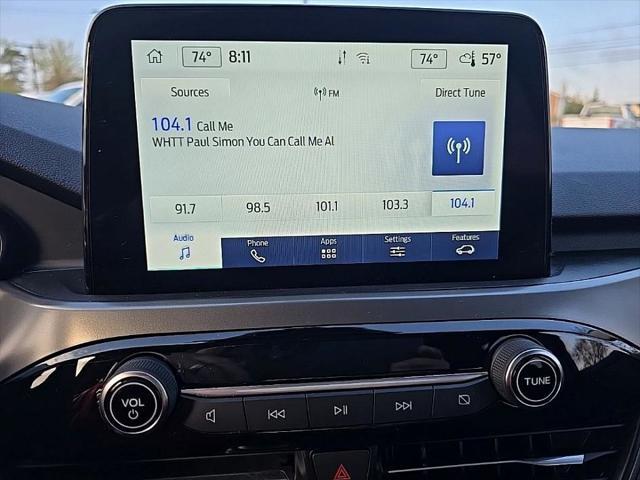 74° 8:11 74° 57°
Sources FM Direct Tune
104.1 Call Me
WHTT Paul Simon You Can Call Me Al
91.7 98.5 101.1 103.3 104.1
Audio Phone Apps Settings Features
VOL TUNE